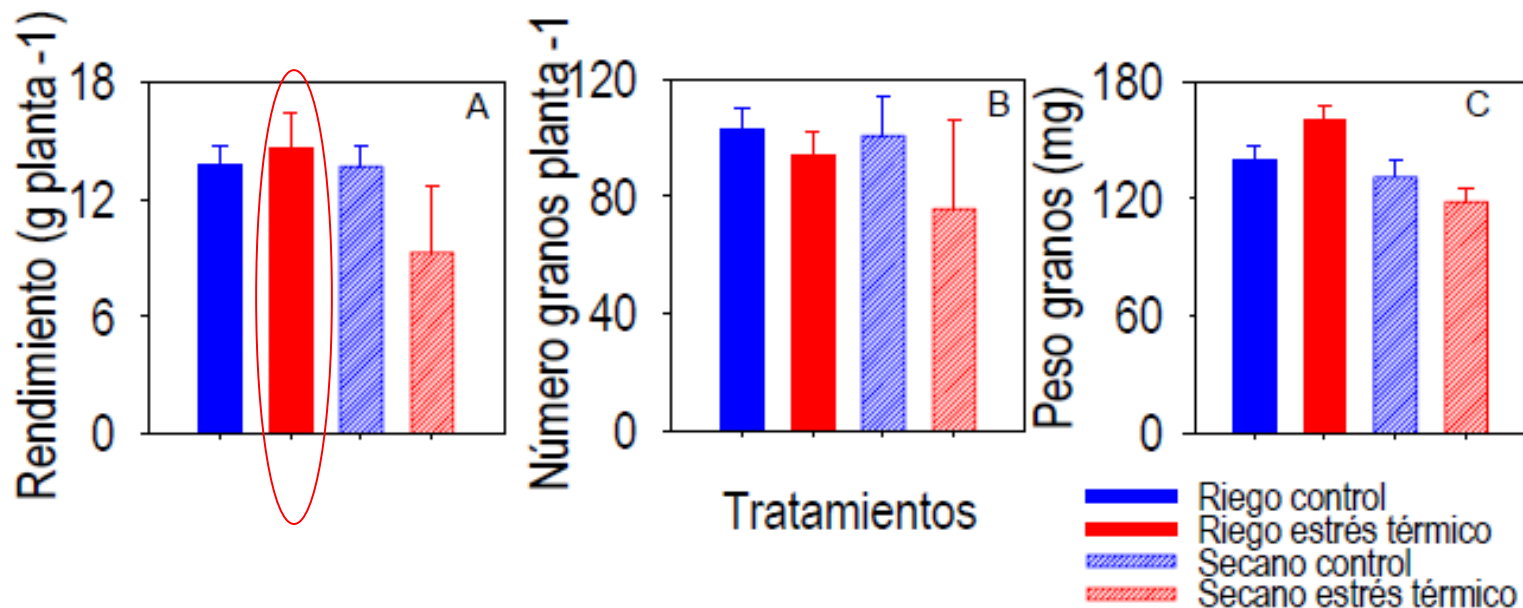 Rendimiento (g planta -1)
18
12
6
0
A
Número granos planta -1
120
80
40
0
B
Peso granos (mg)
180
120
60
0
C
Tratamientos
Riego control
Riego estrés térmico
Secano control
Secano estrés térmico